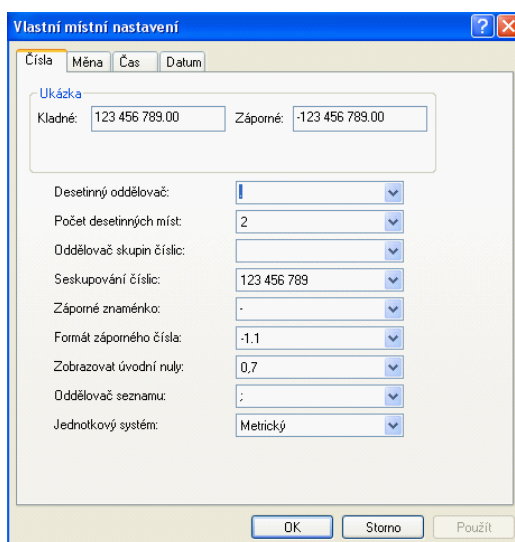 Vlastní místní nastavení
Čísla Měna Čas Datum
Ukázka
Kladné: 123 456 789.00 Záporné: -123 456 789.00
Desetinný oddělovač: .
Počet desetinných míst: 2
Oddělovač skupin číslic:
Seskupování číslic: 123 456 789
Záporné znaménko: -
Formát záporného čísla: -1.1
Zobrazovat úvodní nuly: 0,7
Oddělovač seznamu: ;
Jednotkový systém: Metrický
OK Storno Použít